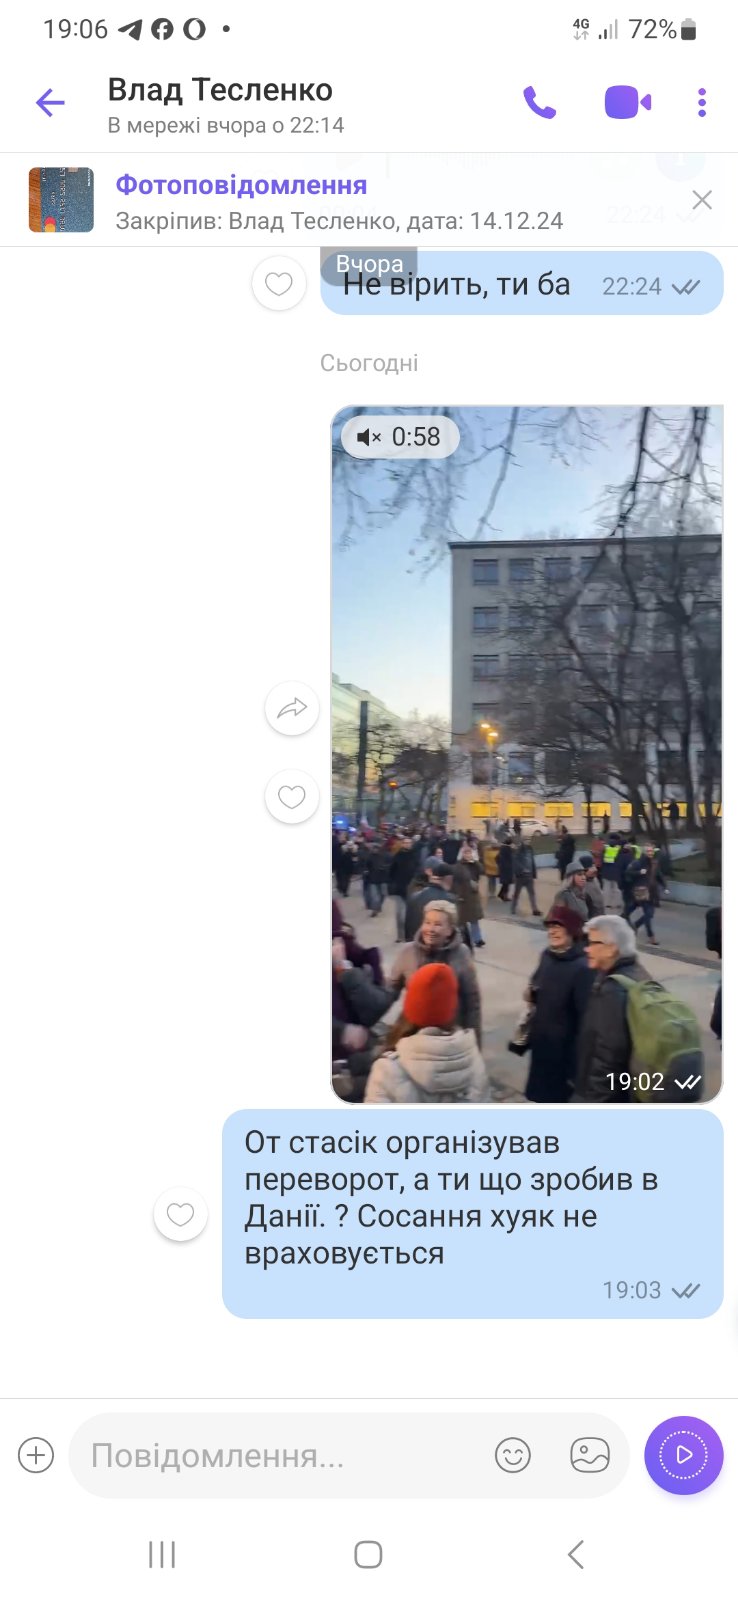 19:06
4G
72%
Влад Тесленко
В мережі вчора о 22:14
Фотоповідомлення
Закріпив: Влад Тесленко, дата: 14.12.24
22:24
Вчора
Не вірить, ти ба 22:24
Сьогодні
0:58
19:02
От стасік організував
переворот, а ти що зробив в
Данії. ? Сосання хуяк не
враховується
19:03
Повідомлення...